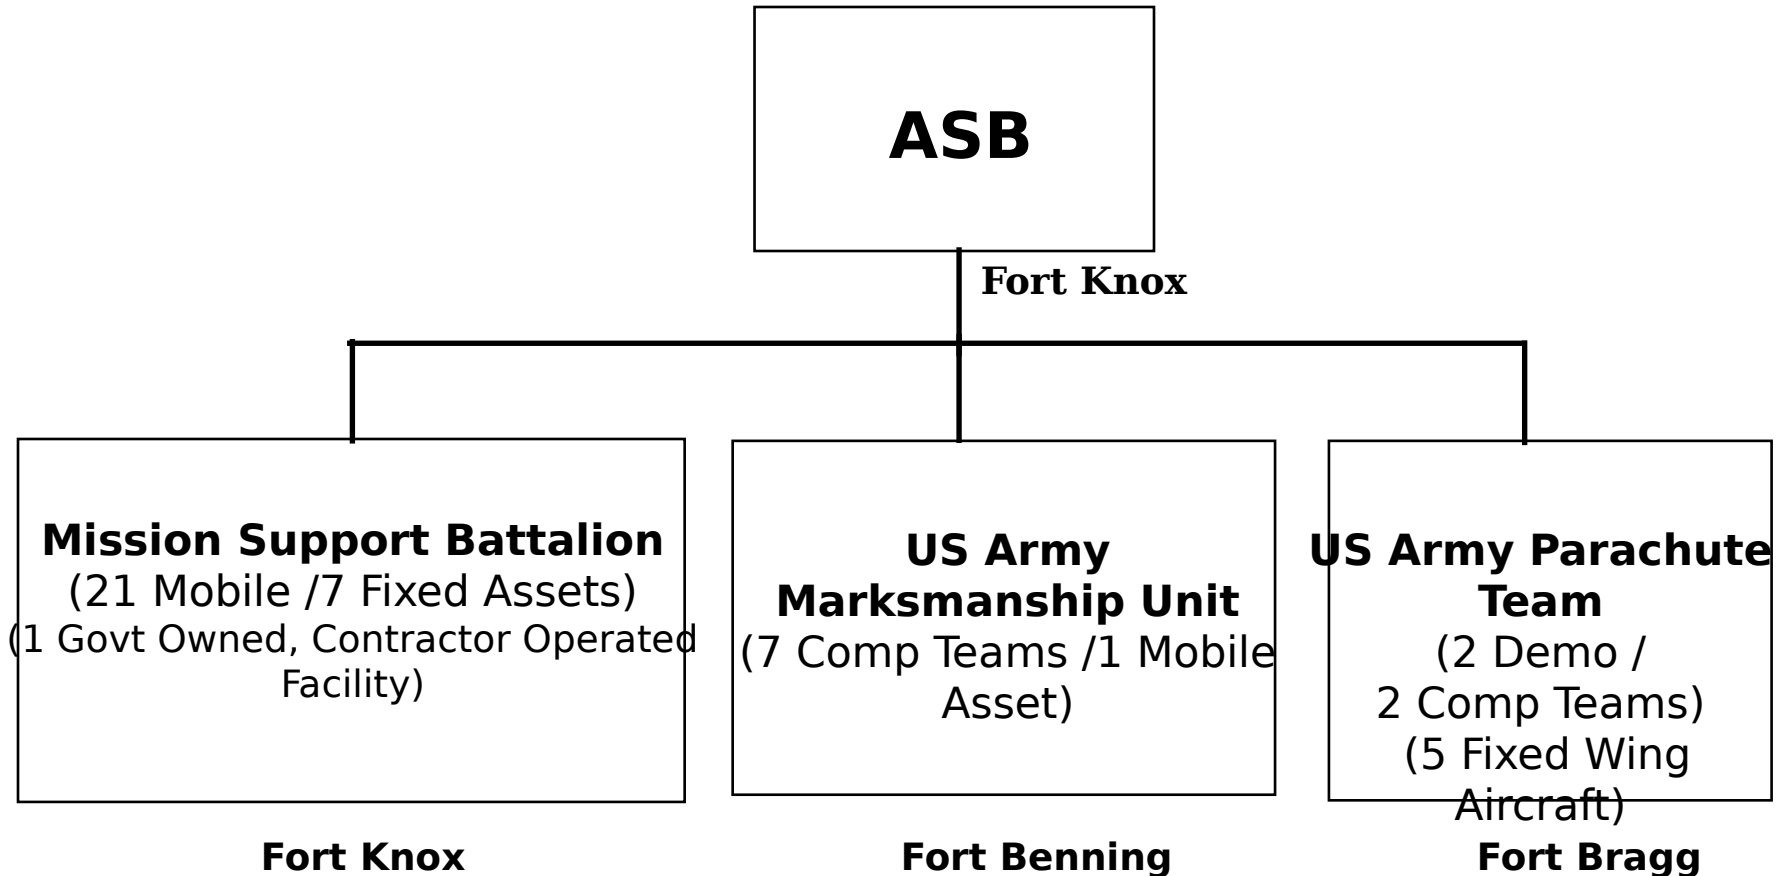 ASB
Fort Knox
Mission Support Battalion
(21 Mobile /7 Fixed Assets)
(1 Govt Owned, Contractor Operated
Facility)
Fort Knox
US Army
Marksmanship Unit
(7 Comp Teams /1 Mobile
Asset)
Fort Benning
US Army Parachute
Team
(2 Demo /
2 Comp Teams)
(5 Fixed Wing
Aircraft)
Fort Bragg